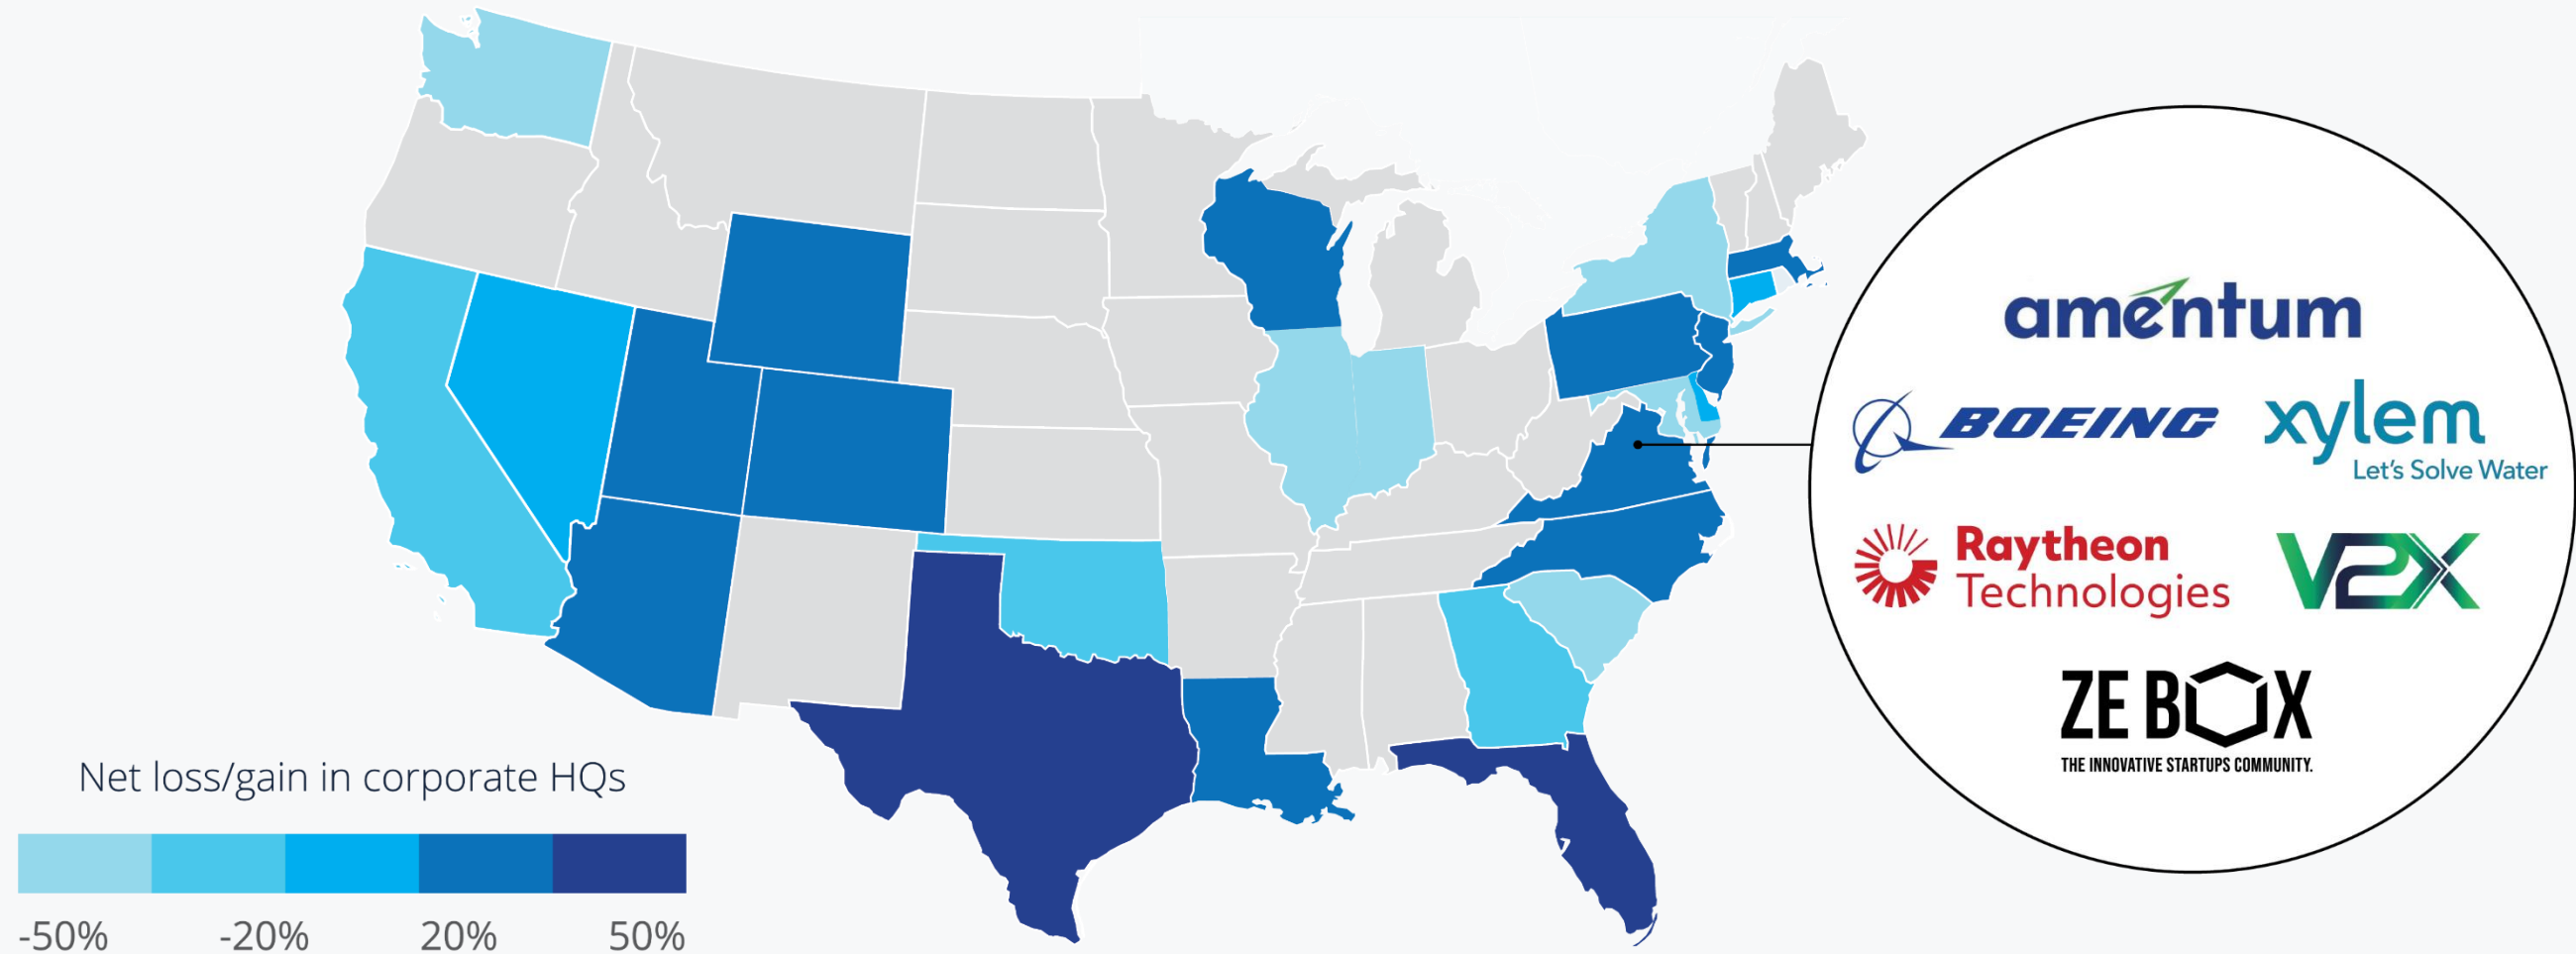 amentum
BOEING
xylem
Let's Solve Water
Raytheon
Technologies
V2X
ZE BOX
THE INNOVATIVE STARTUPS COMMUNITY.
Net loss/gain in corporate HQs
-50% -20% 20% 50%